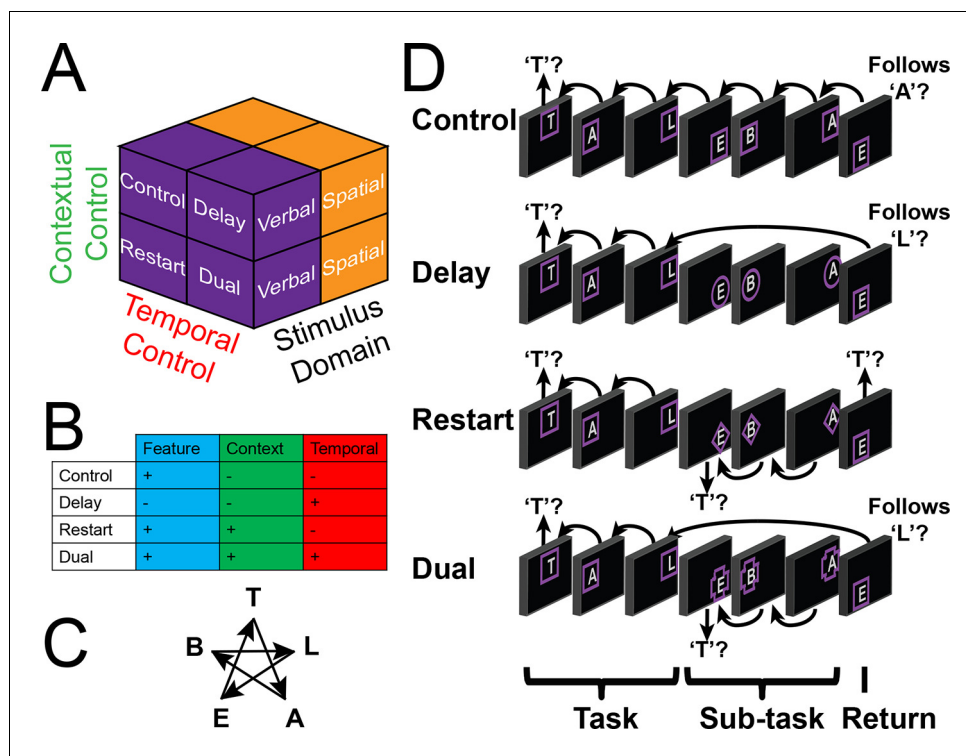 A
Contextual
Control
Control
Delay
Verbal
Spatial
Restart
Dual
Verbal
Spatial
Temporal
Control
Stimulus
Domain
B
Feature Context Temporal
Control + - -
Delay - - +
Restart + + -
Dual + + +
C
T
B L
E A
D
Control
'T'?
Follows
'A'?
T A L E B A E
Delay
'T'?
Follows
'L'?
T A L E B A E
Restart
'T'?
'T'?
T A L E B A E
'T'?
Dual
'T'?
Follows
'L'?
T A L E B A E
'T'?
Task Sub-task Return